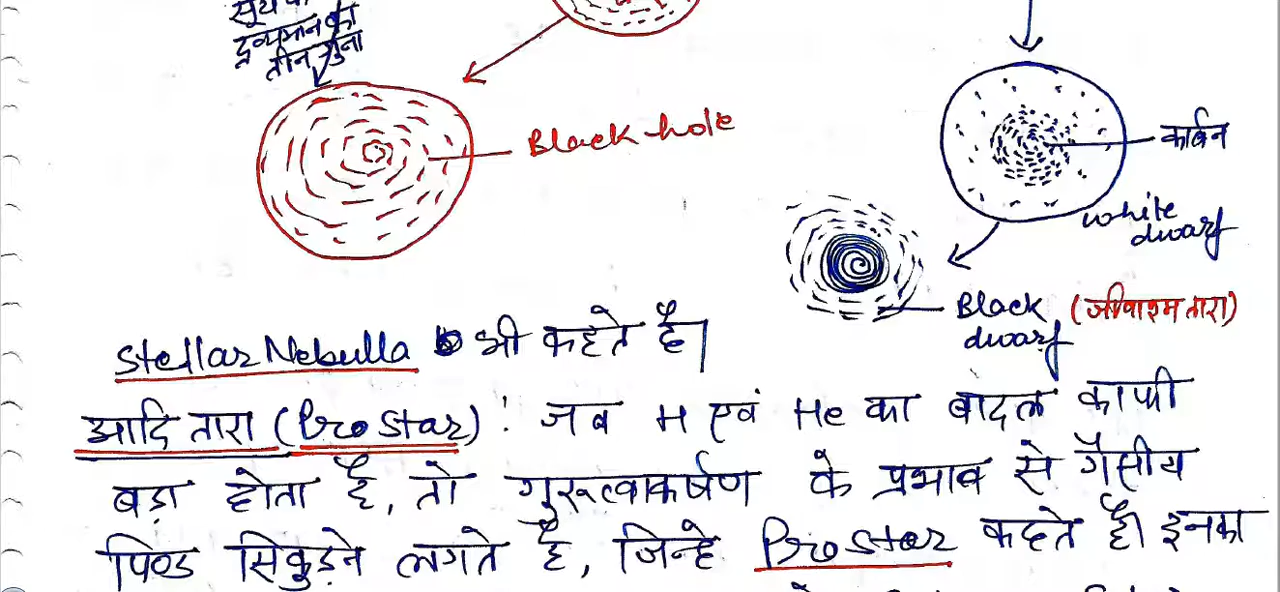 सूर्य के
द्रव्यमान का
तीन गुना
Black hole
कार्बन
white
dwarf
Black (जीवाश्म तारा)
dwarf
Stellar Nebulla भी कहते है।
आदि तारा (Pro Star) : जब H एवं He का बादल काफी
बड़ा होता है, तो गुरूत्वाकर्षण के प्रभाव से गैसीय
पिण्ड सिकुड़ने लगते है, जिन्हे Pro Star कहते है। इनका